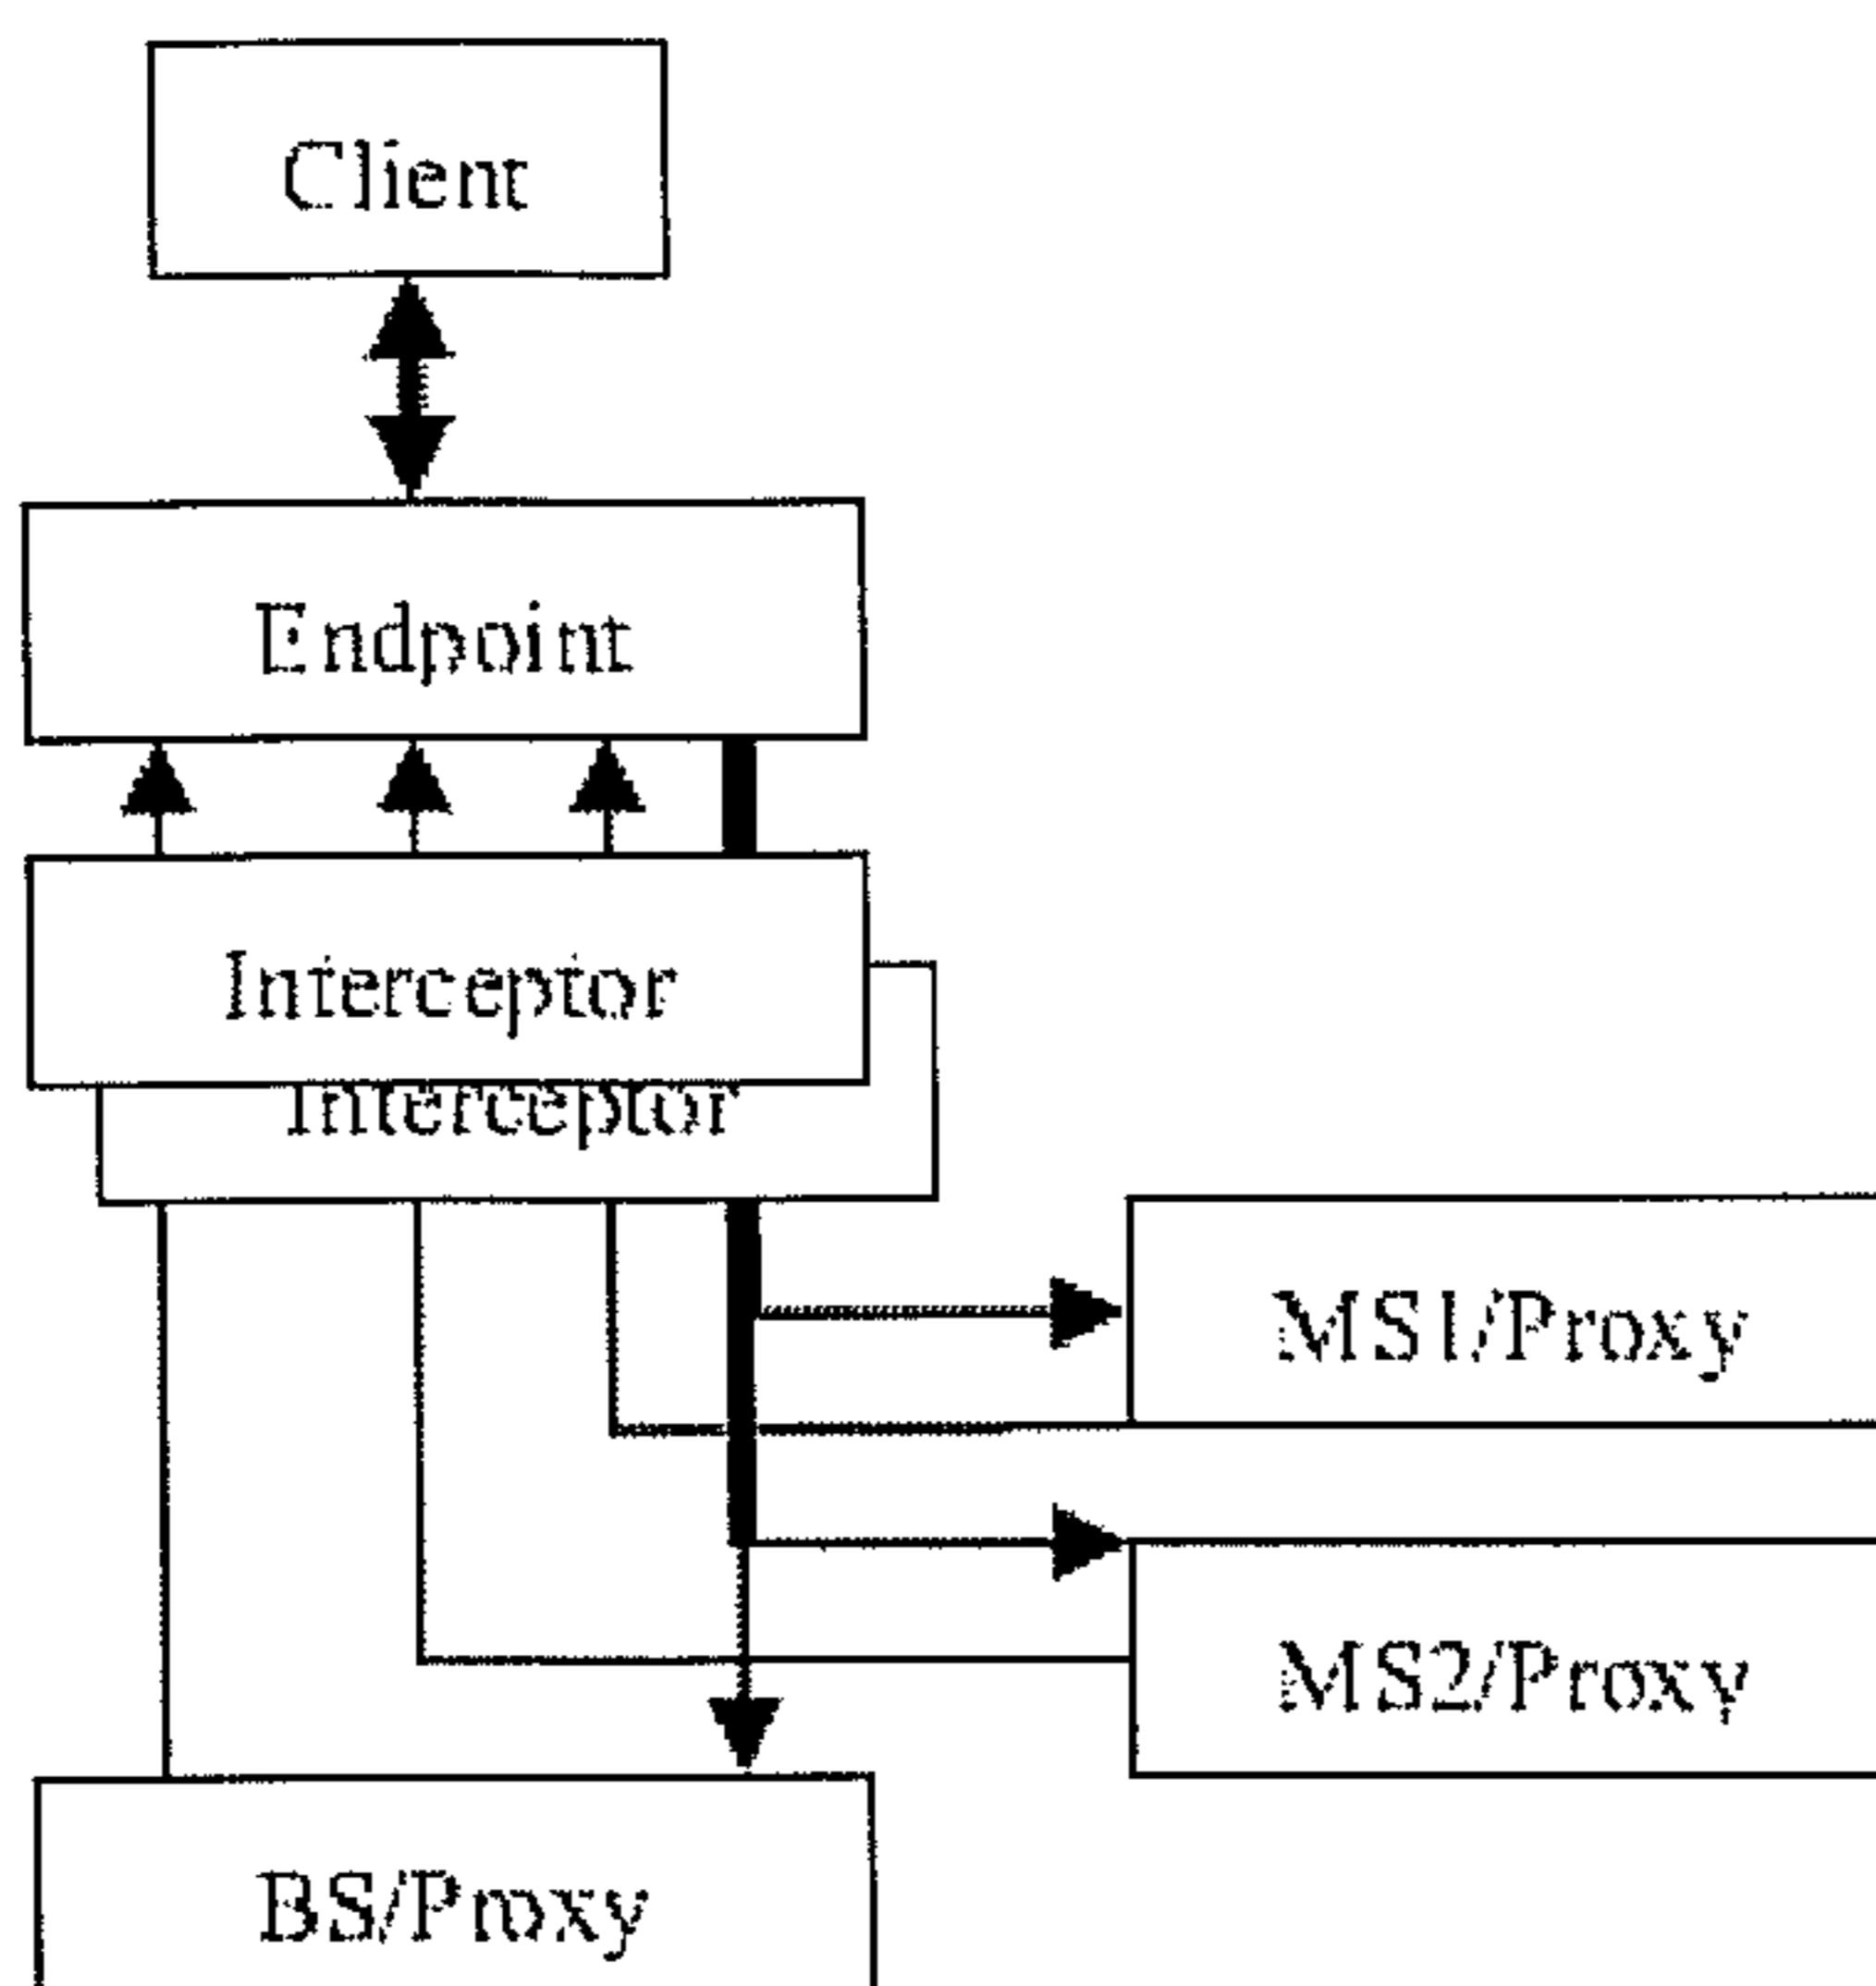 Client
Endpoint
Interceptor
Interceptor
MS1/Proxy
MS2/Proxy
BS/Proxy